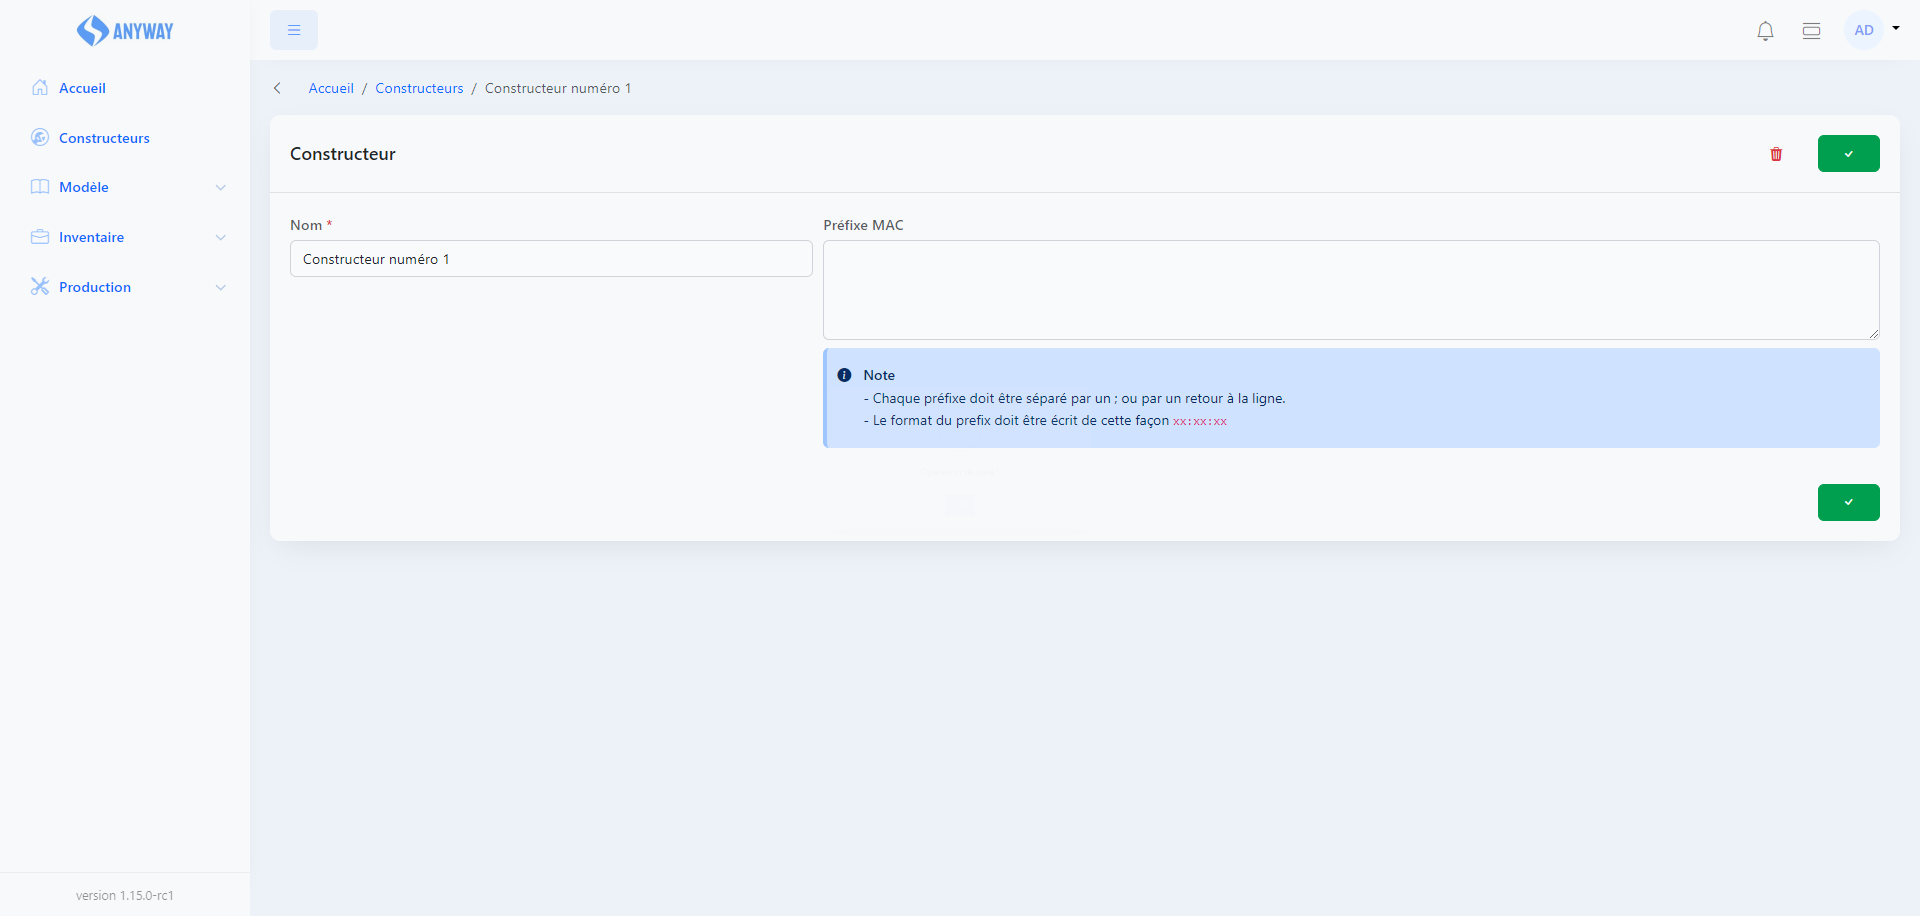 ANYWAY
AD
Accueil
Constructeurs
Modèle
Inventaire
Production
version 1.15.0-rc1
Accueil / Constructeurs / Constructeur numéro 1
Constructeur
Nom *
Constructeur numéro 1
Préfixe MAC
Note
- Chaque préfixe doit être séparé par un ; ou par un retour à la ligne.
- Le format du prefix doit être écrit de cette façon xx:xx:xx